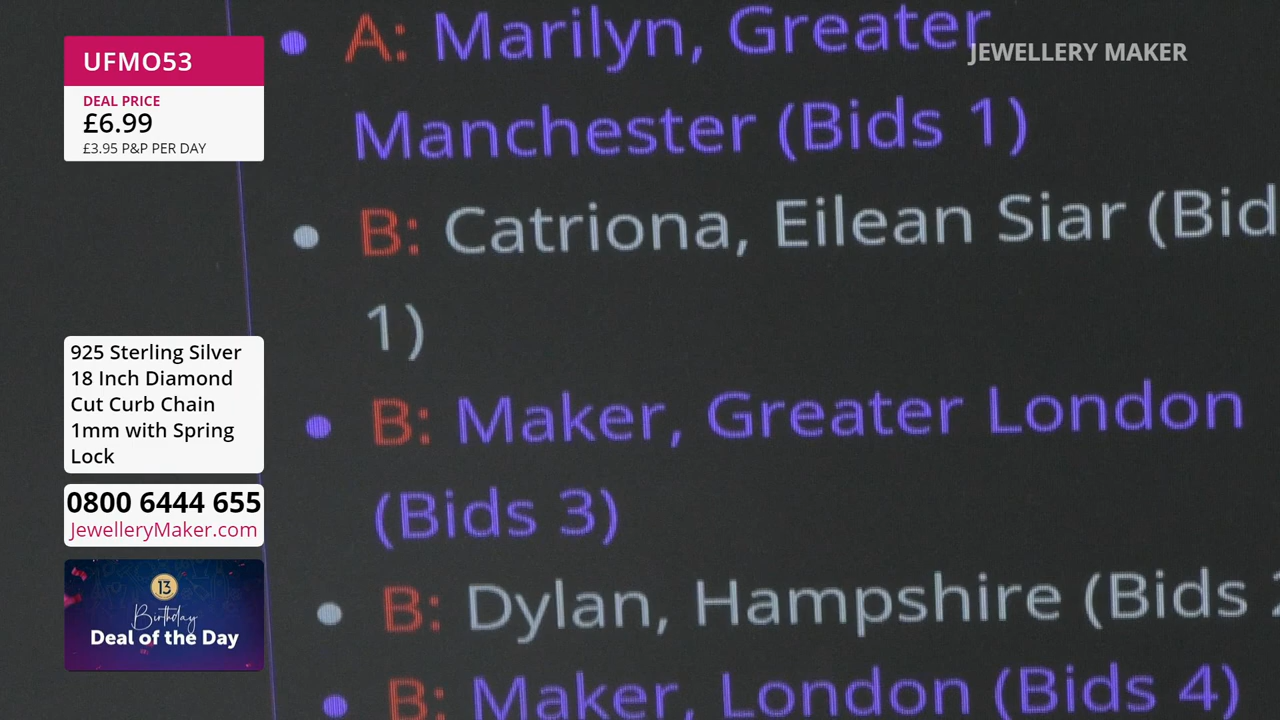 UFMO53
DEAL PRICE
£6.99
£3.95 P&P PER DAY
925 Sterling Silver
18 Inch Diamond
Cut Curb Chain
1mm with Spring
Lock
0800 6444 655
JewelleryMaker.com
13
Birthday
Deal of the Day
JEWELLERY MAKER
A: Marilyn, Greater
Manchester (Bids 1)
B: Catriona, Eilean Siar (Bid
1)
B: Maker, Greater London
(Bids 3)
B: Dylan, Hampshire (Bids 2
B: Maker, London (Bids 4)